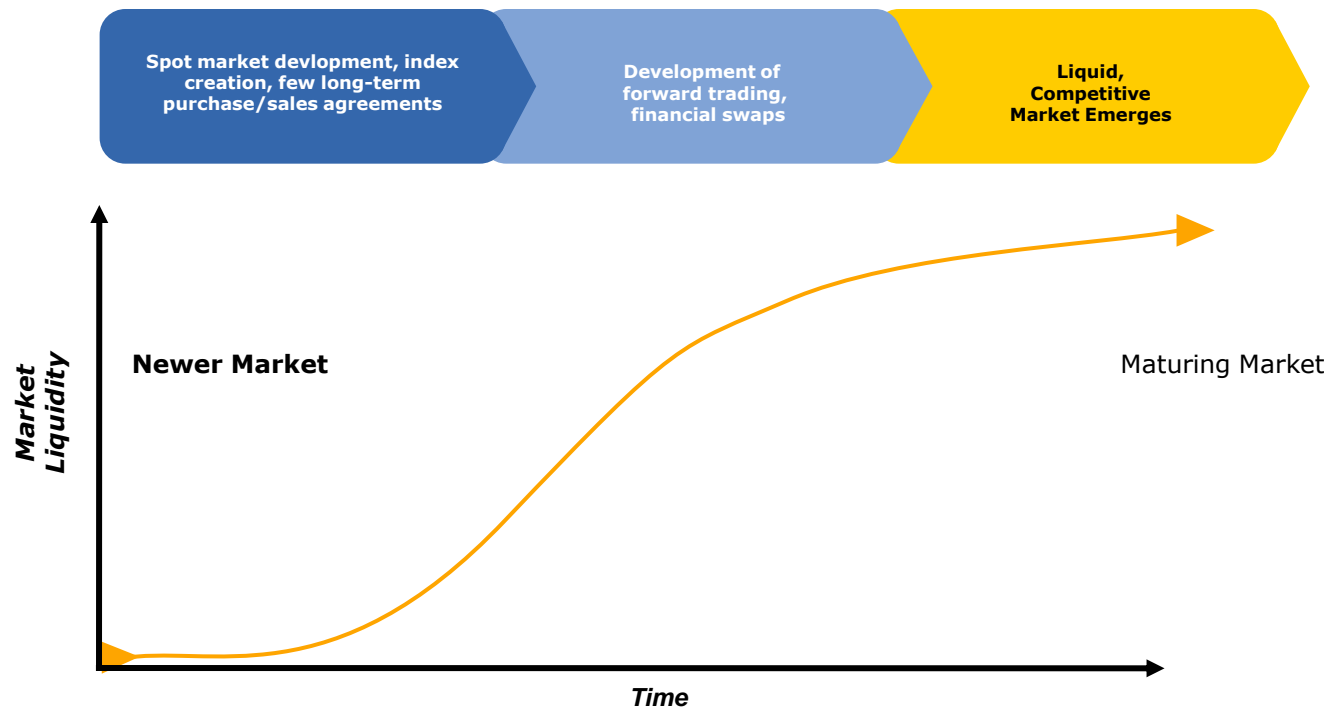 Spot market devlopment, index
creation, few long-term
purchase/sales agreements
Development of
forward trading,
financial swaps
Liquid,
Competitive
Market Emerges
Market
Liquidity
Newer Market
Maturing Market
Time